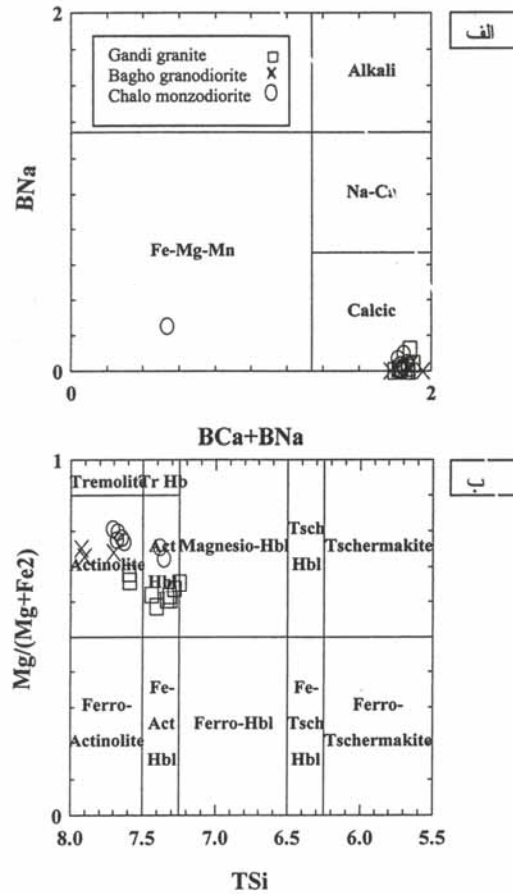 الف
2
Gandi granite
Bagho granodiorite
Chalo monzodiorite
Alkali
BNa
Na-Ca
Fe-Mg-Mn
Calcic
0
0
2
BCa+BNa
ب
1
Tremolite
Tr Hb
Actinolite
Act
Hbl
Magnesio-Hbl
Tsch
Hbl
Tschermakite
Mg/(Mg+Fe2)
Ferro-
Actinolite
Fe-
Act
Hbl
Ferro-Hbl
Fe-
Tsch
Hbl
Ferro-
Tschermakite
0
8.0
7.5
7.0
6.5
6.0
5.5
TSi